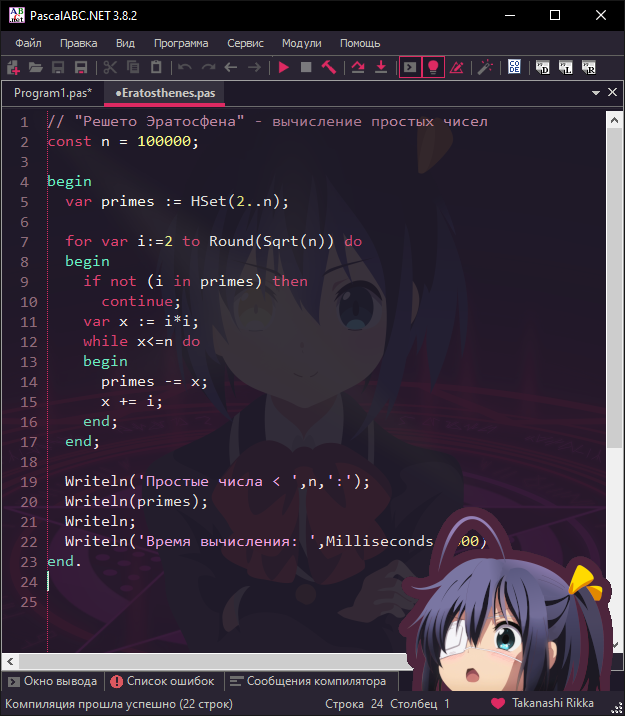 PascalABC.NET 3.8.2
Файл Правка Вид Программа Сервис Модули Помощь
Program1.pas* •Eratosthenes.pas
1 // "Решето Эратосфена" - вычисление простых чисел
2 const n = 100000;
3
4 begin
5 var primes := HSet(2..n);
6
7 for var i:=2 to Round(Sqrt(n)) do
8 begin
9 if not (i in primes) then
10 continue;
11 var x := i*i;
12 while x<=n do
13 begin
14 primes -= x;
15 x += i;
16 end;
17 end;
18
19 Writeln('Простые числа < ',n,':');
20 Writeln(primes);
21 Writeln;
22 Writeln('Время вычисления: ',Milliseconds 00)
23 end.
24
25
Окно вывода Список ошибок Сообщения компилятора
Компиляция прошла успешно (22 строк) Строка 24 Столбец 1 Takanashi Rikka